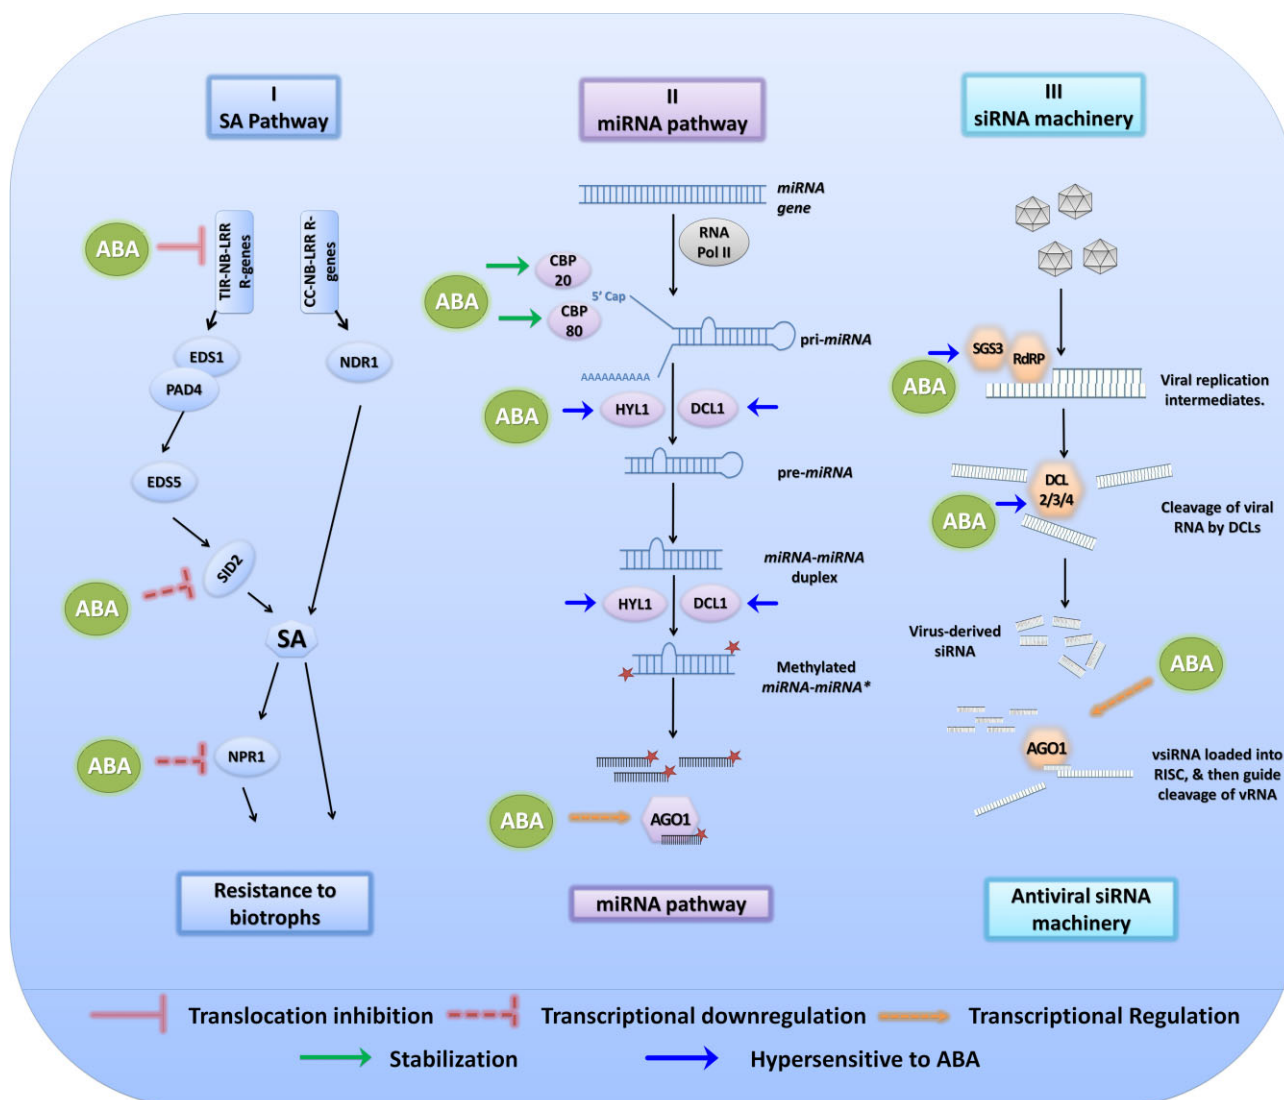 I
SA Pathway
ABA
TIR-NB-LRR
R-genes
CC-NB-LRR R-
genes
EDS1
PAD4
NDR1
EDS5
SID2
ABA
SA
ABA
NPR1
Resistance to
biotrophs
II
miRNA pathway
miRNA
gene
RNA
Pol II
CBP
20
ABA
CBP
80
5' Cap
pri-miRNA
AAAAAAAAAA
ABA
HYL1
DCL1
pre-miRNA
miRNA-miRNA
duplex
HYL1
DCL1
Methylated
miRNA-miRNA*
ABA
AGO1
miRNA pathway
III
siRNA machinery
SGS3
RdRP
ABA
Viral replication
intermediates.
DCL
2/3/4
ABA
Cleavage of viral
RNA by DCLs
Virus-derived
siRNA
ABA
AGO1
vsiRNA loaded into
RISC, & then guide
cleavage of vRNA
Antiviral siRNA
machinery
Translocation inhibition
Transcriptional downregulation
Transcriptional Regulation
Stabilization
Hypersensitive to ABA